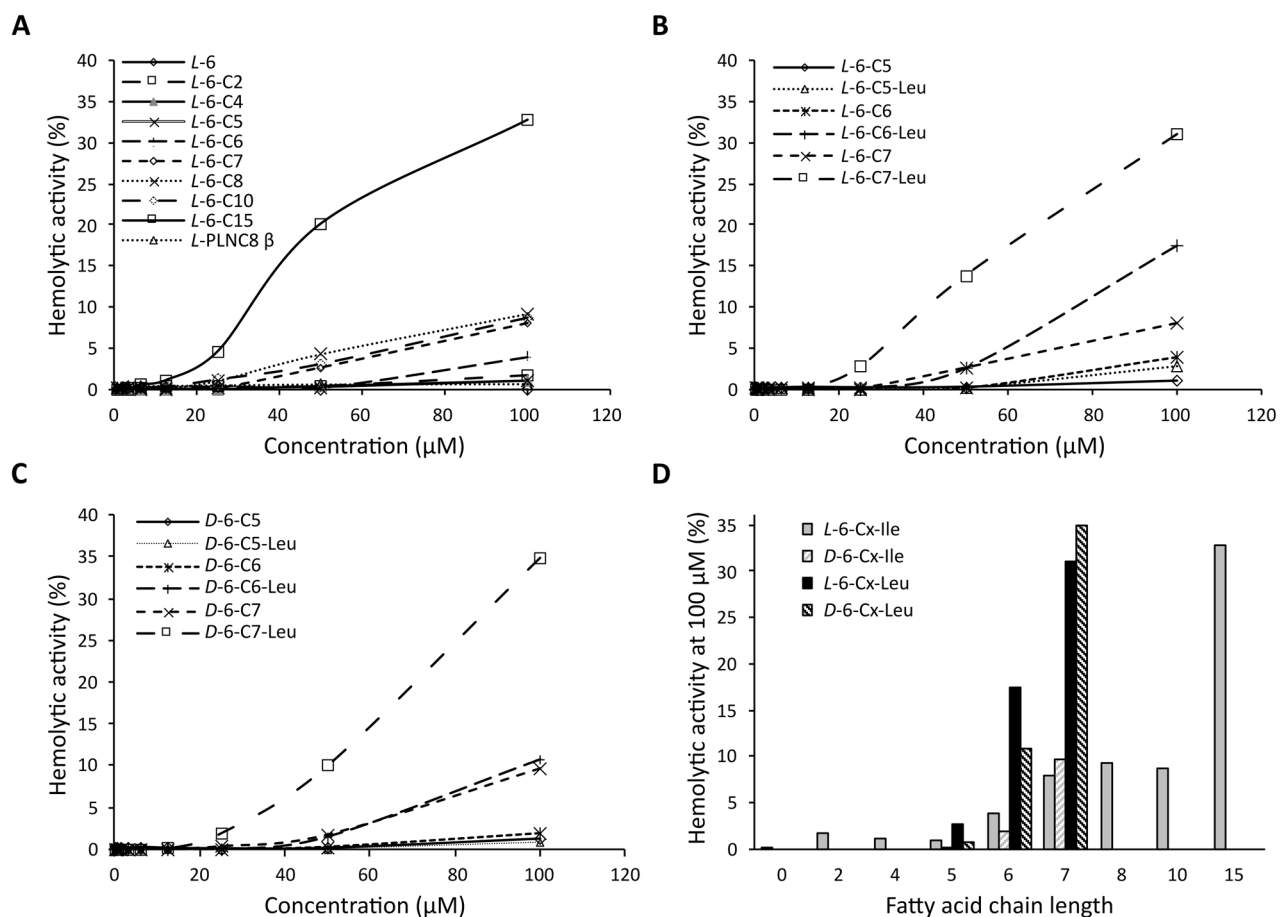 A
Hemolytic activity (%)
40
35
30
25
20
15
10
5
0
L-6
L-6-C2
L-6-C4
L-6-C5
L-6-C6
L-6-C7
L-6-C8
L-6-C10
L-6-C15
L-PLNC8 β
0 20 40 60 80 100 120
Concentration (µM)
B
Hemolytic activity (%)
40
35
30
25
20
15
10
5
0
L-6-C5
L-6-C5-Leu
L-6-C6
L-6-C6-Leu
L-6-C7
L-6-C7-Leu
0 20 40 60 80 100 120
Concentration (µM)
C
Hemolytic activity (%)
40
35
30
25
20
15
10
5
0
D-6-C5
D-6-C5-Leu
D-6-C6
D-6-C6-Leu
D-6-C7
D-6-C7-Leu
0 20 40 60 80 100 120
Concentration (µM)
D
Hemolytic activity at 100 µM (%)
35
30
25
20
15
10
5
0
L-6-Cx-Ile
D-6-Cx-Ile
L-6-Cx-Leu
D-6-Cx-Leu
0 2 4 5 6 7 8 10 15
Fatty acid chain length